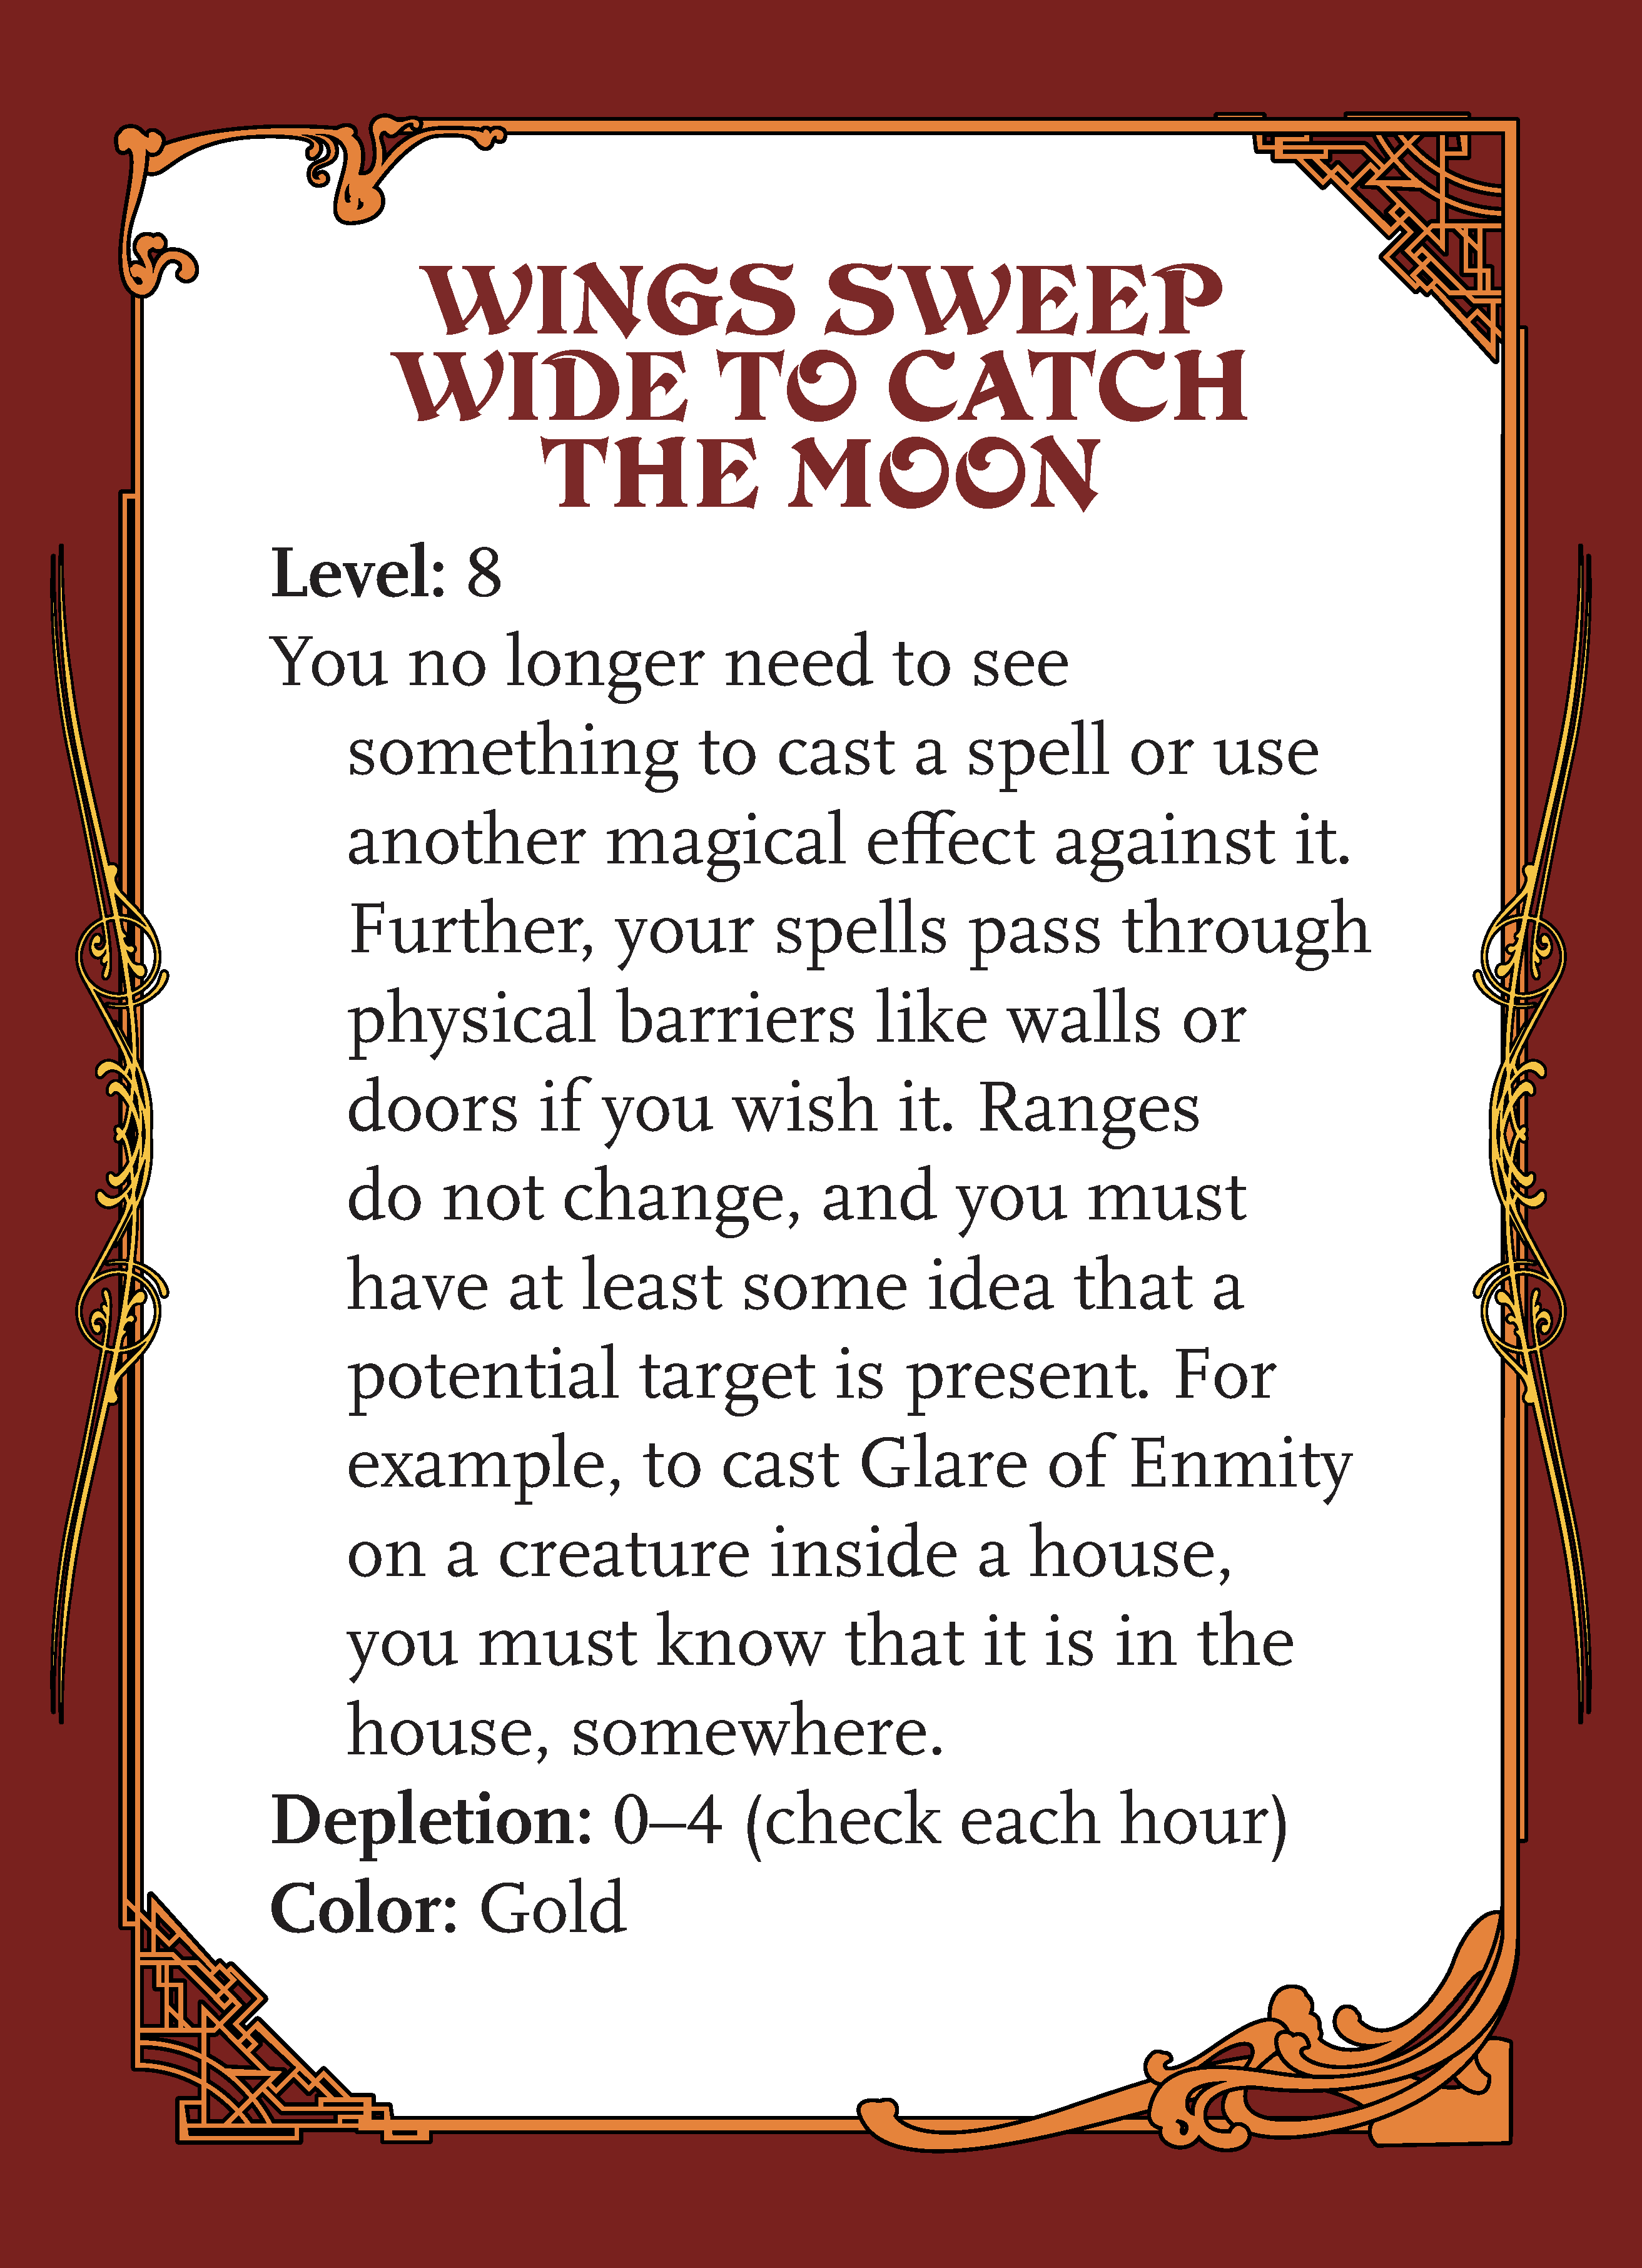 WINGS SWEEP
WIDE TO CATCH
THE MOON
Level: 8
You no longer need to see
something to cast a spell or use
another magical effect against it.
Further, your spells pass through
physical barriers like walls or
doors if you wish it. Ranges
do not change, and you must
have at least some idea that a
potential target is present. For
example, to cast Glare of Enmity
on a creature inside a house,
you must know that it is in the
house, somewhere.
Depletion: 0–4 (check each hour)
Color: Gold